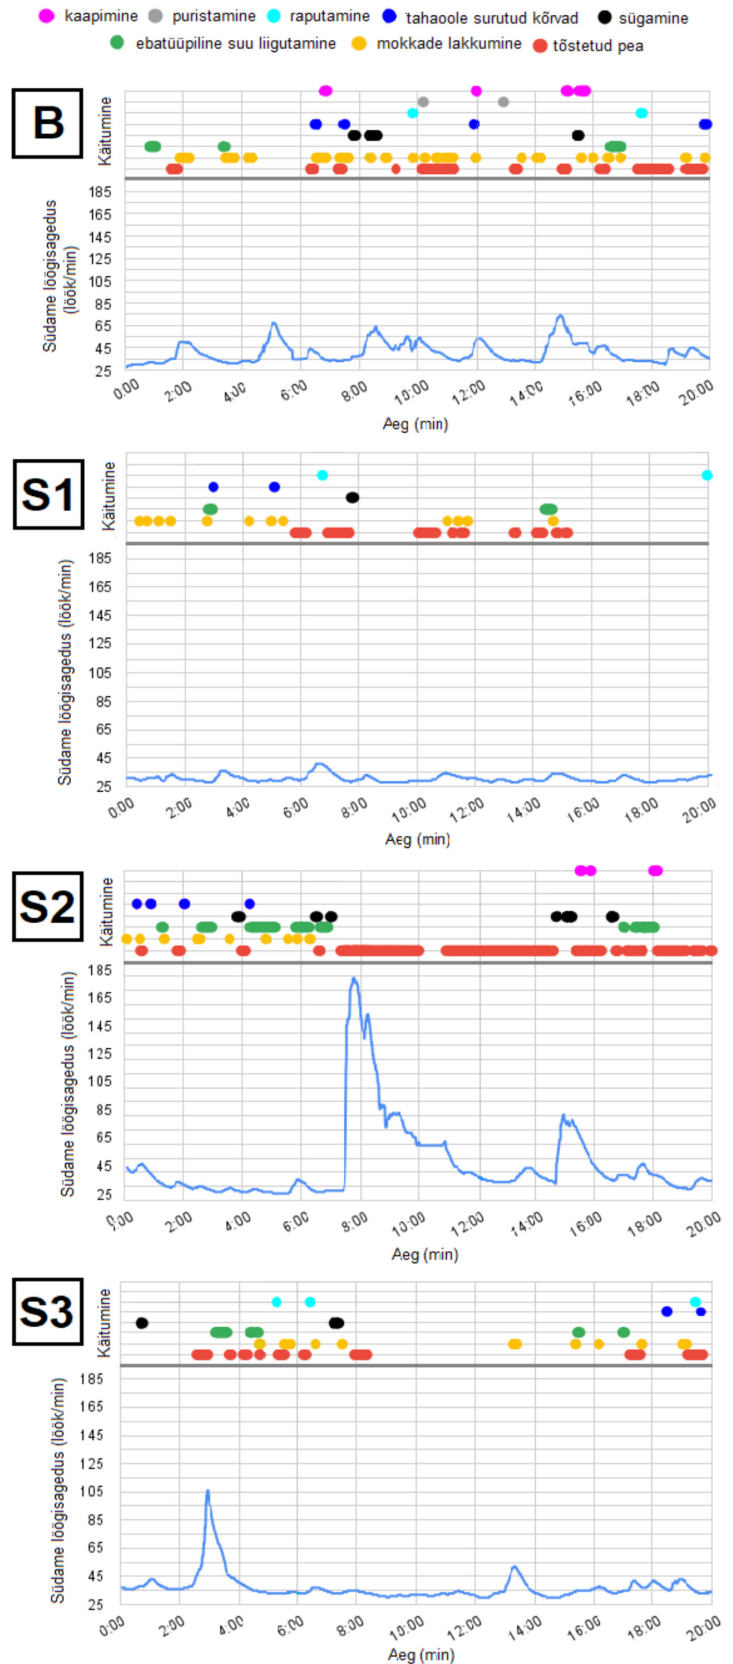 kaapimine puristamine raputamine tahaoole surutud kõrvad sügamine
ebatüüpiline suu liigutamine mokkade lakkumine tõstetud pea
B
Käitumine
Südame löögisagedus
(löök/min)
185
165
145
125
105
85
65
45
25
0:00 2:00 4:00 6:00 8:00 10:00 12:00 14:00 16:00 18:00 20:00
Aeg (min)
S1
Käitumine
Südame löögisagedus (löök/min)
185
165
145
125
105
85
65
45
25
0:00 2:00 4:00 6:00 8:00 10:00 12:00 14:00 16:00 18:00 20:00
Aeg (min)
S2
Käitumine
Südame löögisagedus (löök/min)
185
165
145
125
105
85
65
45
25
2:00 4:00 6:00 8:00 10:00 12:00 14:00 16:00 18:00 20:00
Aeg (min)
S3
Käitumine
Südame löögisagedus (löök/min)
185
165
145
125
105
85
65
45
25
0:00 2:00 4:00 6:00 8:00 10:00 12:00 14:00 16:00 18:00 20:00
Aeg (min)